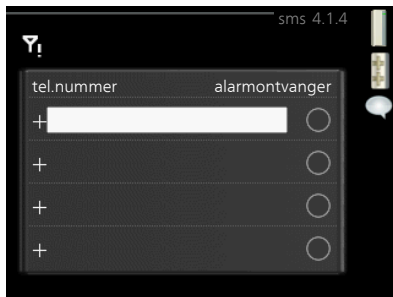 sms 4.1.4
tel.nummer alarmontvanger
+
+
+
+